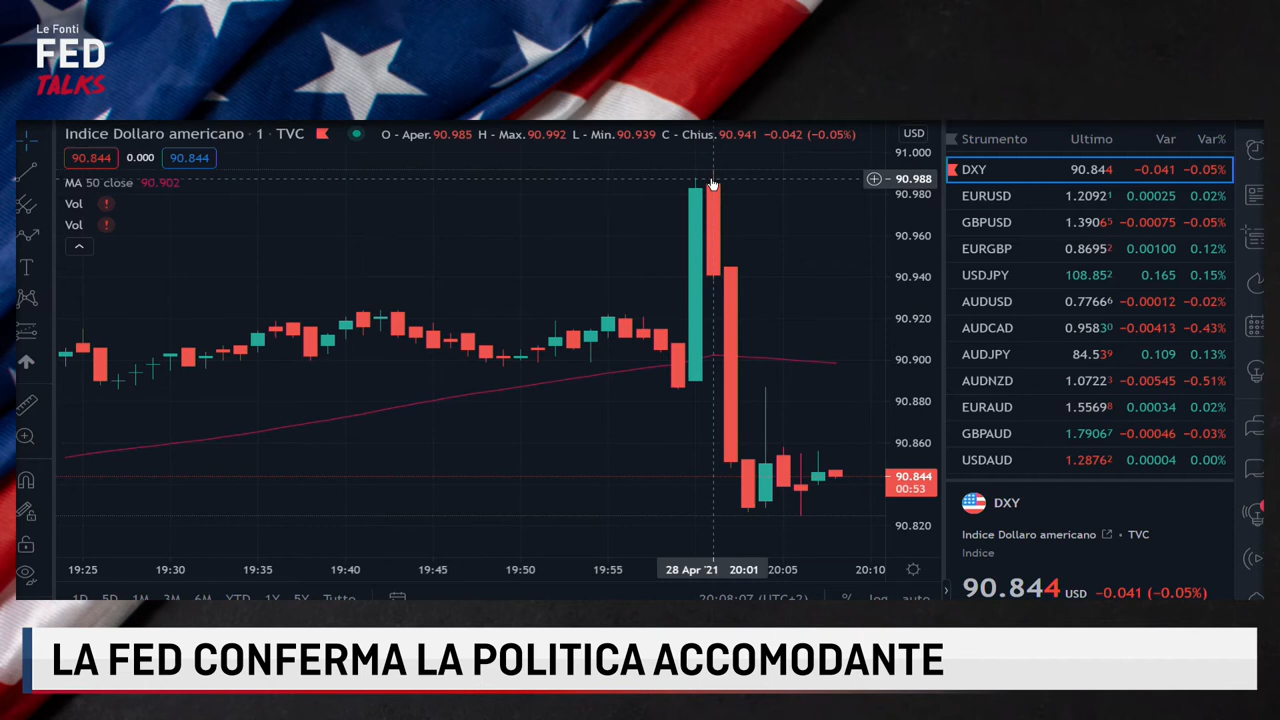 Le Fonti
FED
TALKS
Indice Dollaro americano · 1 · TVC O - Aper. 90.985 H - Max. 90.992 L - Min. 90.939 C - Chius. 90.941 −0.042 (−0.05%)
90.844 0.000 90.844
MA 50 close 90.902
Vol !
Vol !
USD
91.000
90.988
90.980
90.960
90.940
90.920
90.900
90.880
90.860
90.844
00:53
90.820
19:25 19:30 19:35 19:40 19:45 19:50 19:55 28 Apr '21 20:01 20:05 20:10
1D 5D 1M 3M 6M YTD 1Y 5Y Tutto 20:08:07 (UTC+2) % log auto
Strumento Ultimo Var Var%
DXY 90.844 −0.041 −0.05%
EURUSD 1.20921 0.00025 0.02%
GBPUSD 1.39065 −0.00075 −0.05%
EURGBP 0.86952 0.00100 0.12%
USDJPY 108.852 0.165 0.15%
AUDUSD 0.77666 −0.00012 −0.02%
AUDCAD 0.95830 −0.00413 −0.43%
AUDJPY 84.539 0.109 0.13%
AUDNZD 1.07223 −0.00545 −0.51%
EURAUD 1.55698 0.00034 0.02%
GBPAUD 1.79067 −0.00046 −0.03%
USDAUD 1.28762 0.00004 0.00%
DXY
Indice Dollaro americano • TVC
Indice
90.844 USD −0.041 (−0.05%)
LA FED CONFERMA LA POLITICA ACCOMODANTE